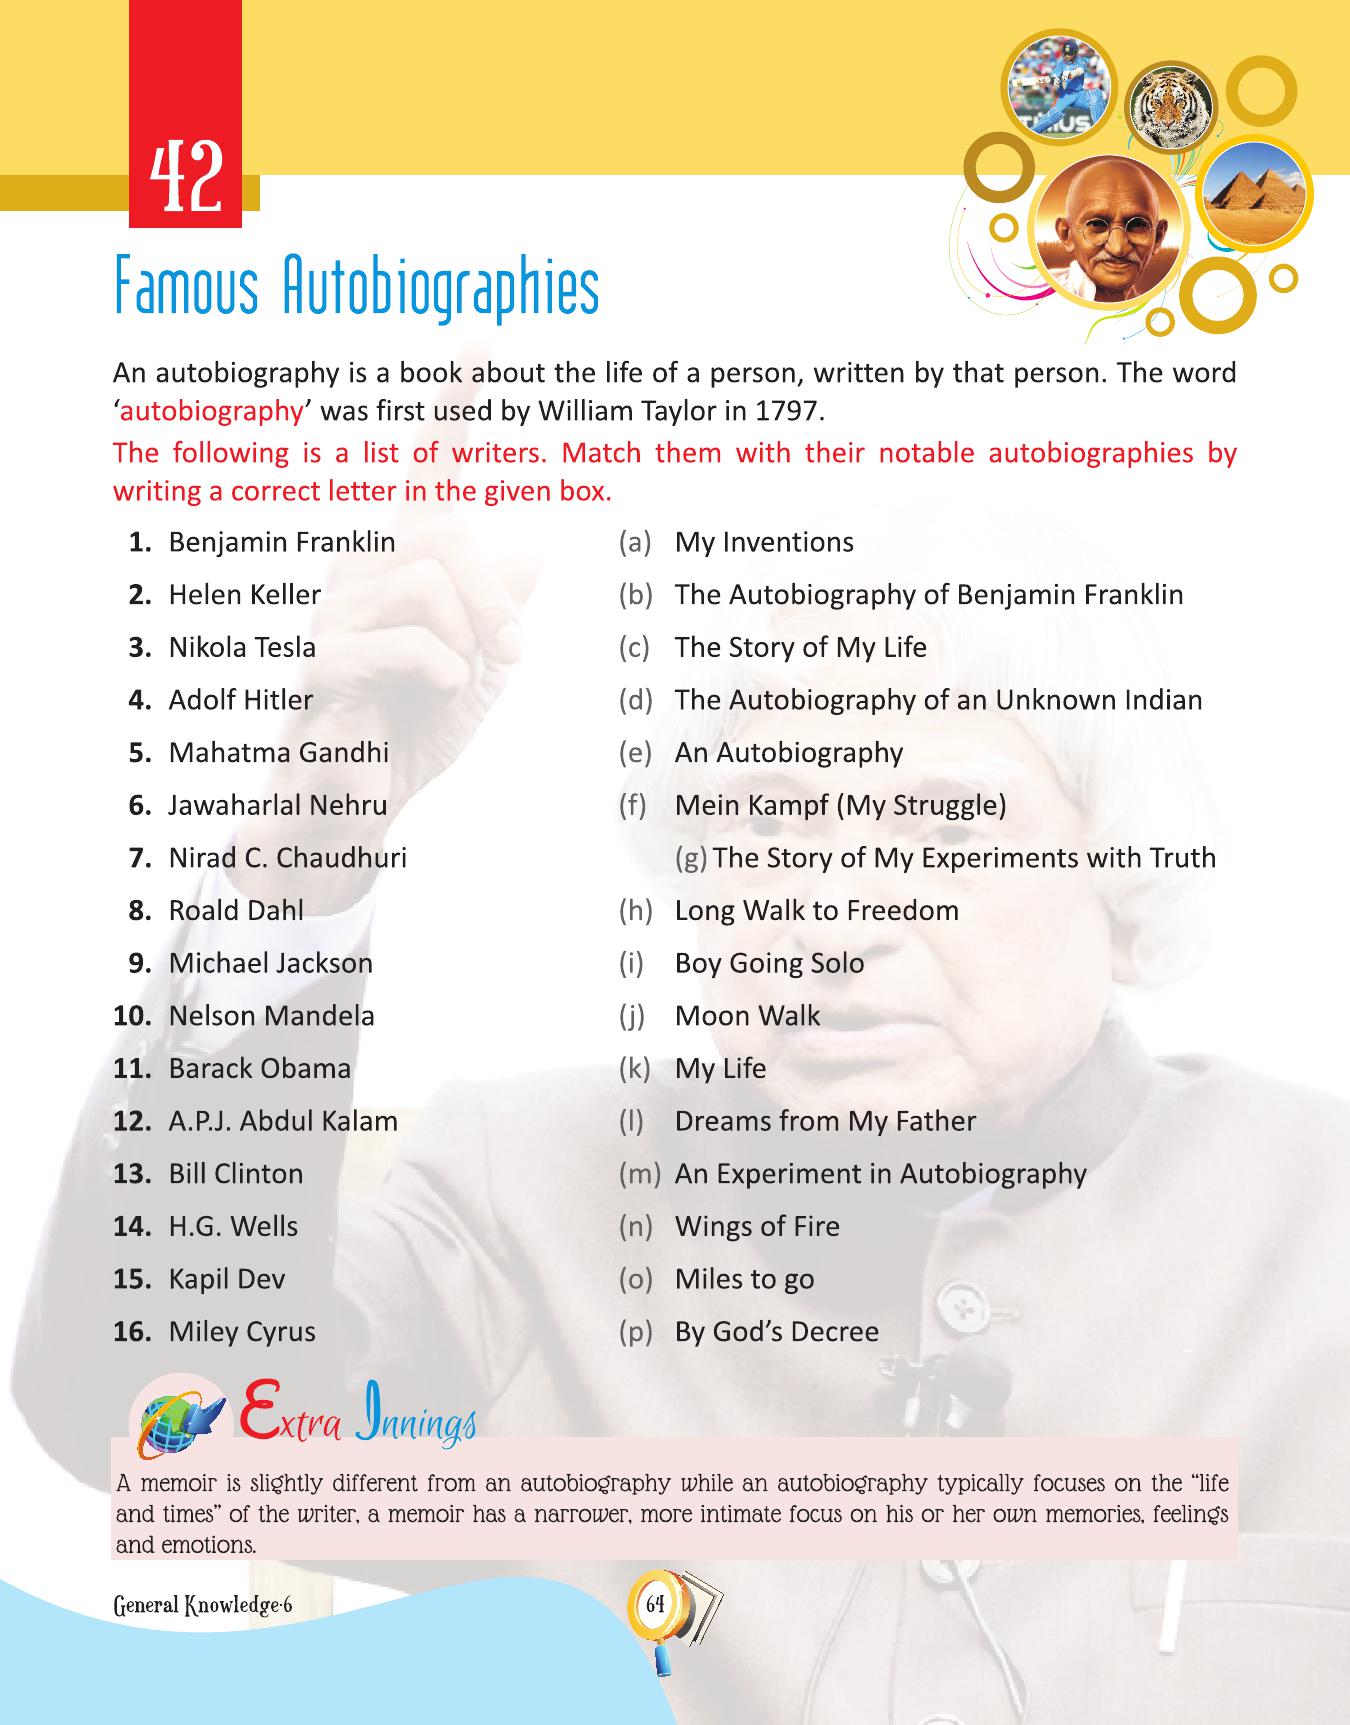 42
Famous Autobiographies
An autobiography is a book about the life of a person, written by that person. The word
‘autobiography’ was first used by William Taylor in 1797.
The following is a list of writers. Match them with their notable autobiographies by
writing a correct letter in the given box.
1. Benjamin Franklin (a) My Inventions
2. Helen Keller (b) The Autobiography of Benjamin Franklin
3. Nikola Tesla (c) The Story of My Life
4. Adolf Hitler (d) The Autobiography of an Unknown Indian
5. Mahatma Gandhi (e) An Autobiography
6. Jawaharlal Nehru (f) Mein Kampf (My Struggle)
7. Nirad C. Chaudhuri (g) The Story of My Experiments with Truth
8. Roald Dahl (h) Long Walk to Freedom
9. Michael Jackson (i) Boy Going Solo
10. Nelson Mandela (j) Moon Walk
11. Barack Obama (k) My Life
12. A.P.J. Abdul Kalam (l) Dreams from My Father
13. Bill Clinton (m) An Experiment in Autobiography
14. H.G. Wells (n) Wings of Fire
15. Kapil Dev (o) Miles to go
16. Miley Cyrus (p) By God’s Decree
Extra Innings
A memoir is slightly different from an autobiography while an autobiography typically focuses on the “life
and times” of the writer, a memoir has a narrower, more intimate focus on his or her own memories, feelings
and emotions.
General Knowledge-6
64